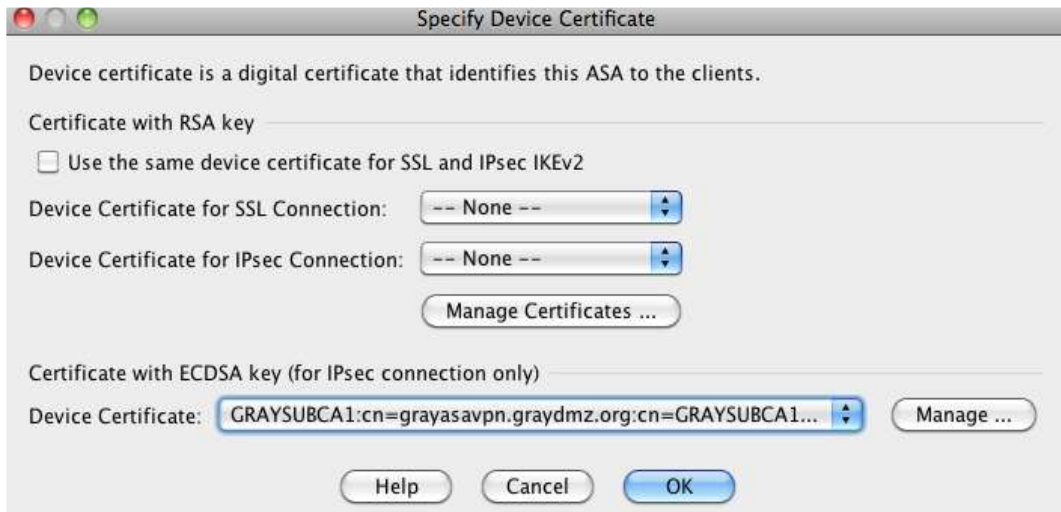 Specify Device Certificate
Device certificate is a digital certificate that identifies this ASA to the clients.
Certificate with RSA key
Use the same device certificate for SSL and IPsec IKEv2
Device Certificate for SSL Connection: -- None --
Device Certificate for IPsec Connection: -- None --
Manage Certificates ...
Certificate with ECDSA key (for IPsec connection only)
Device Certificate: GRAYSUBCA1:cn=grayasavpn.graydmz.org:cn=GRAYSUBCA1... Manage ...
Help Cancel OK